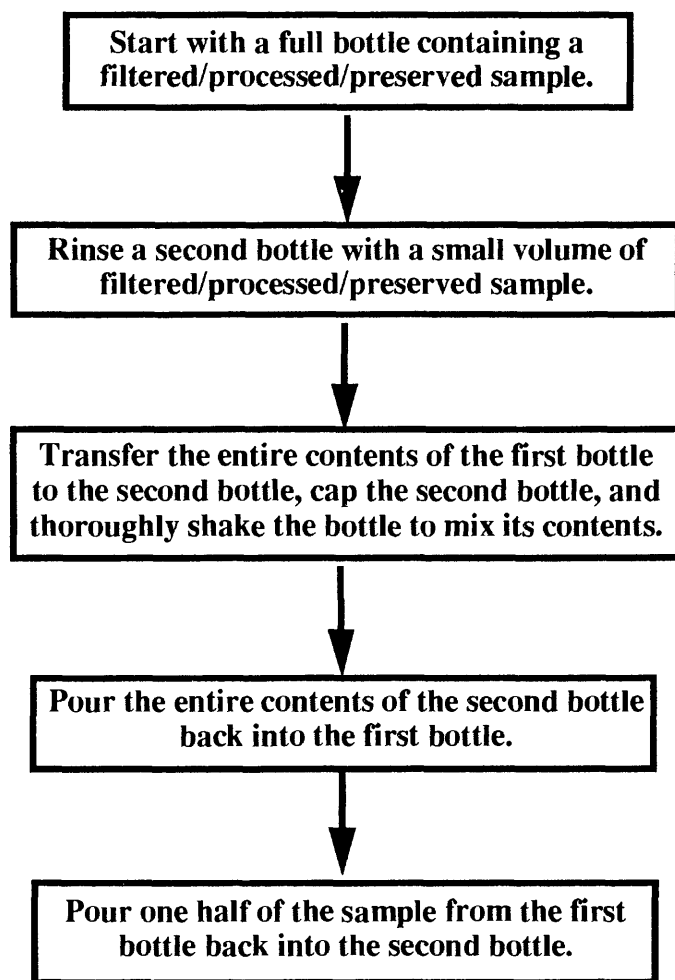 Start with a full bottle containing a
filtered/processed/preserved sample.
Rinse a second bottle with a small volume of
filtered/processed/preserved sample.
Transfer the entire contents of the first bottle
to the second bottle, cap the second bottle, and
thoroughly shake the bottle to mix its contents.
Pour the entire contents of the second bottle
back into the first bottle.
Pour one half of the sample from the first
bottle back into the second bottle.